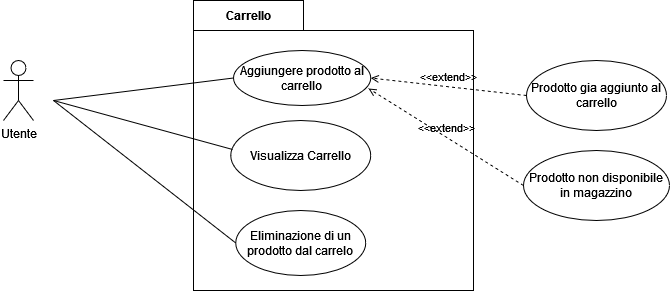 Carrello
Aggiungere prodotto al
carrello
<<extend>>
Prodotto gia aggiunto al
carrello
Utente
<<extend>>
Visualizza Carrello
Prodotto non disponibile
in magazzino
Eliminazione di un
prodotto dal carrelo